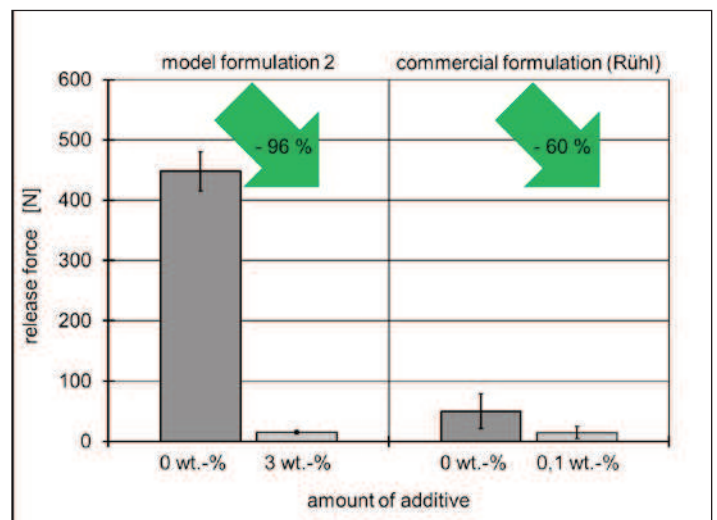 model formulation 2 commercial formulation (Rühl)
600
500
- 96 % - 60 %
400
300
200
100
0
release force [N]
0 wt.-% 3 wt.-% 0 wt.-% 0,1 wt.-%
amount of additive